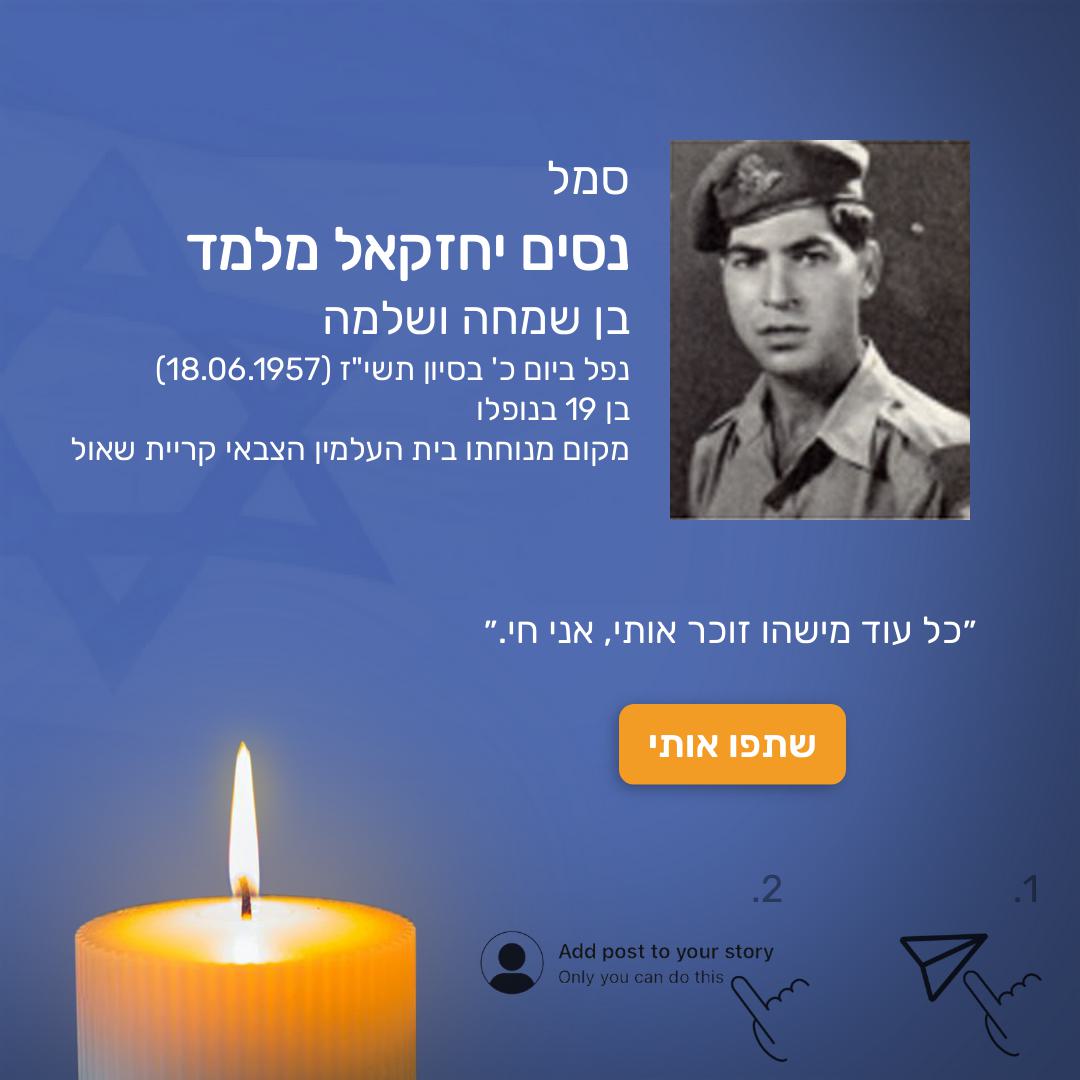 סמל
נסים יחזקאל מלמד
בן שמחה ושלמה
נפל ביום כ' בסיון תשי"ז (18.06.1957)
בן 19 בנופלו
מקום מנוחתו בית העלמין הצבאי קריית שאול
״כל עוד מישהו זוכר אותי, אני חי.״
שתפו אותי
.1
.2
Add post to your story
Only you can do this